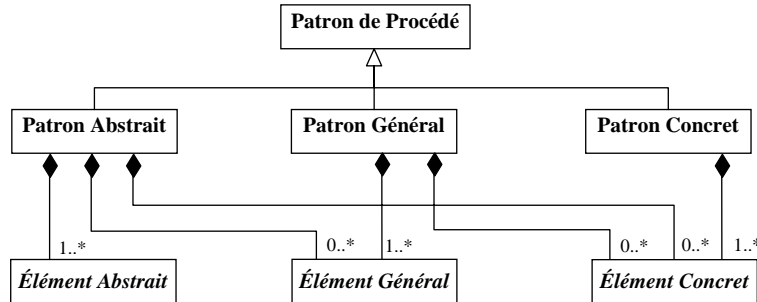 Patron de Procédé
Patron Abstrait
Patron Général
Patron Concret
1..*
0..*
1..*
0..*
0..*
1..*
Élément Abstrait
Élément Général
Élément Concret